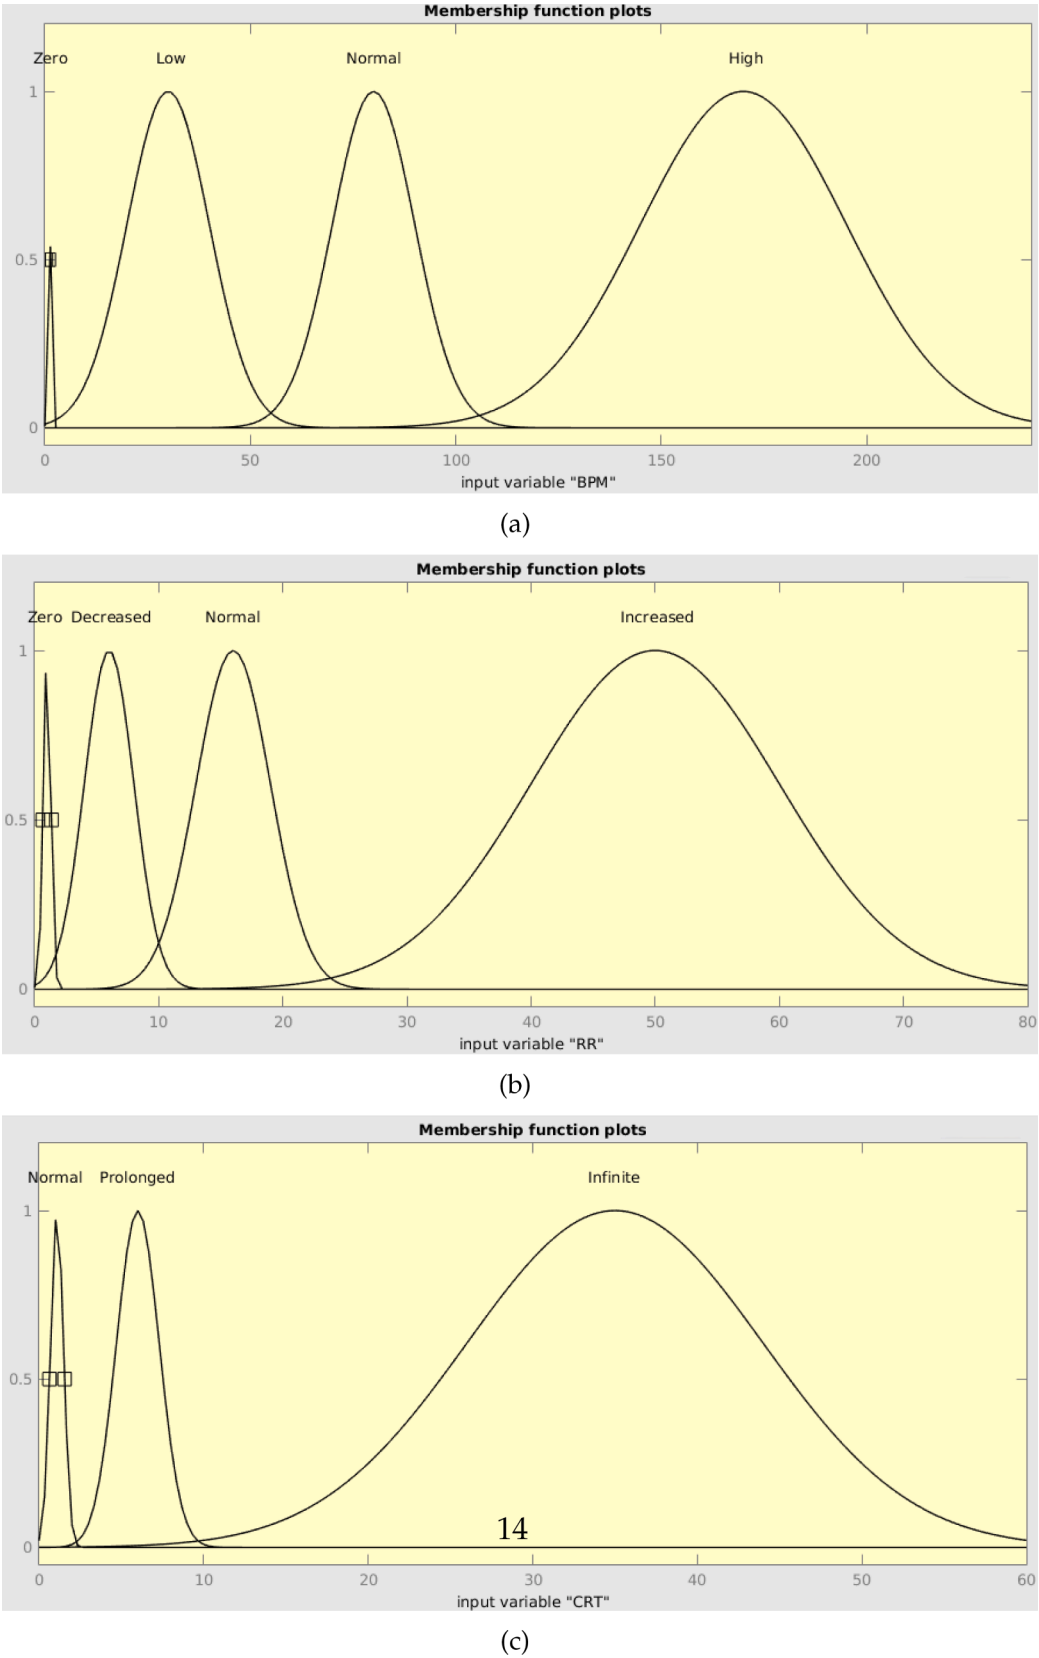 Membership function plots
Zero Low Normal High
1
0.5
0
0 50 100 150 200
input variable "BPM"
(a)
Membership function plots
Zero Decreased Normal Increased
1
0.5
0
0 10 20 30 40 50 60 70 80
input variable "RR"
(b)
Membership function plots
Normal Prolonged Infinite
1
0.5
14
0
0 10 20 30 40 50 60
input variable "CRT"
(c)